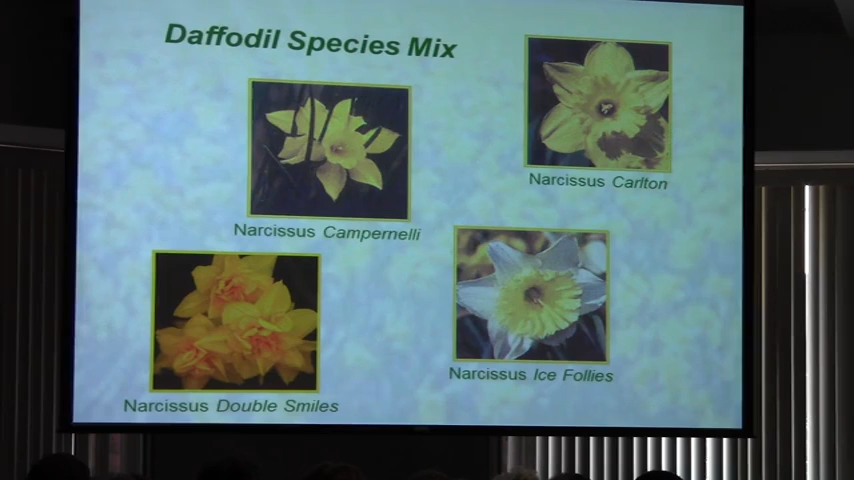 Daffodil Species Mix
Narcissus Carlton
Narcissus Campernelli
Narcissus Ice Follies
Narcissus Double Smiles